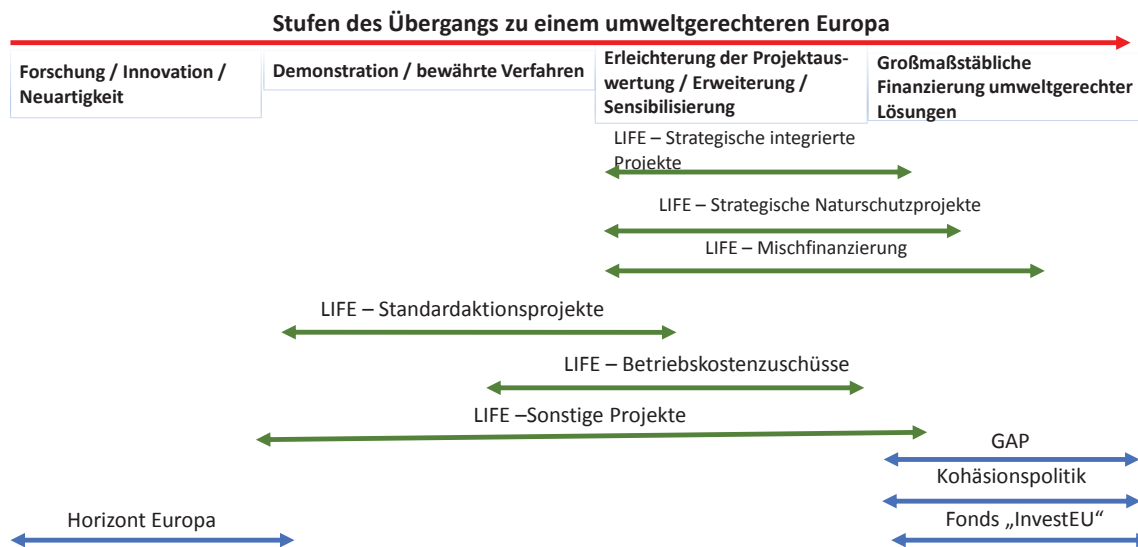 Stufen des Übergangs zu einem umweltgerechteren Europa
Forschung / Innovation /
Neuartigkeit
Demonstration / bewährte Verfahren
Erleichterung der Projektaus-
wertung / Erweiterung /
Sensibilisierung
Großmaßstäbliche
Finanzierung umweltgerechter
Lösungen
LIFE – Strategische integrierte
Projekte
LIFE – Strategische Naturschutzprojekte
LIFE – Mischfinanzierung
LIFE – Standardaktionsprojekte
LIFE – Betriebskostenzuschüsse
LIFE –Sonstige Projekte
GAP
Kohäsionspolitik
Horizont Europa
Fonds „InvestEU“